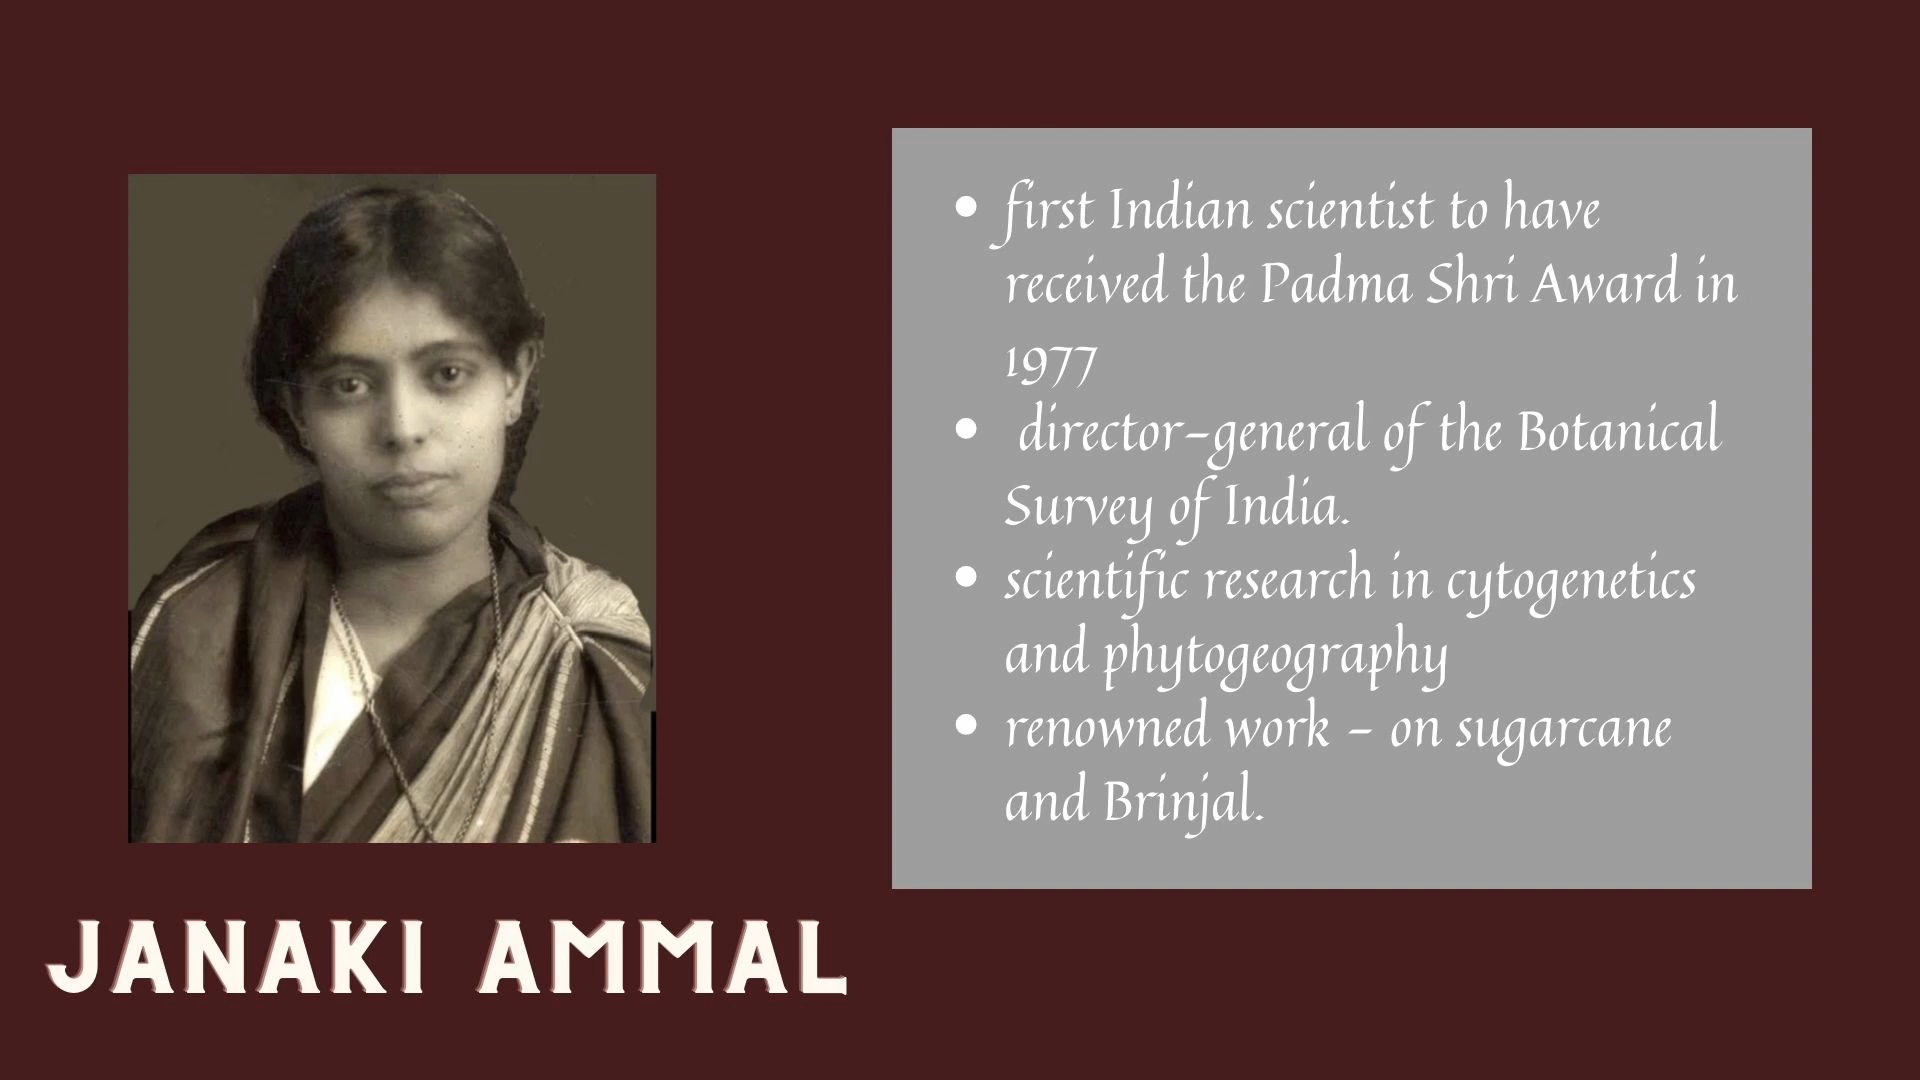 first Indian scientist to have
received the Padma Shri Award in
1977
director-general of the Botanical
Survey of India.
scientific research in cytogenetics
and phytogeography
renowned work - on sugarcane
and Brinjal.
JANAKI AMMAL